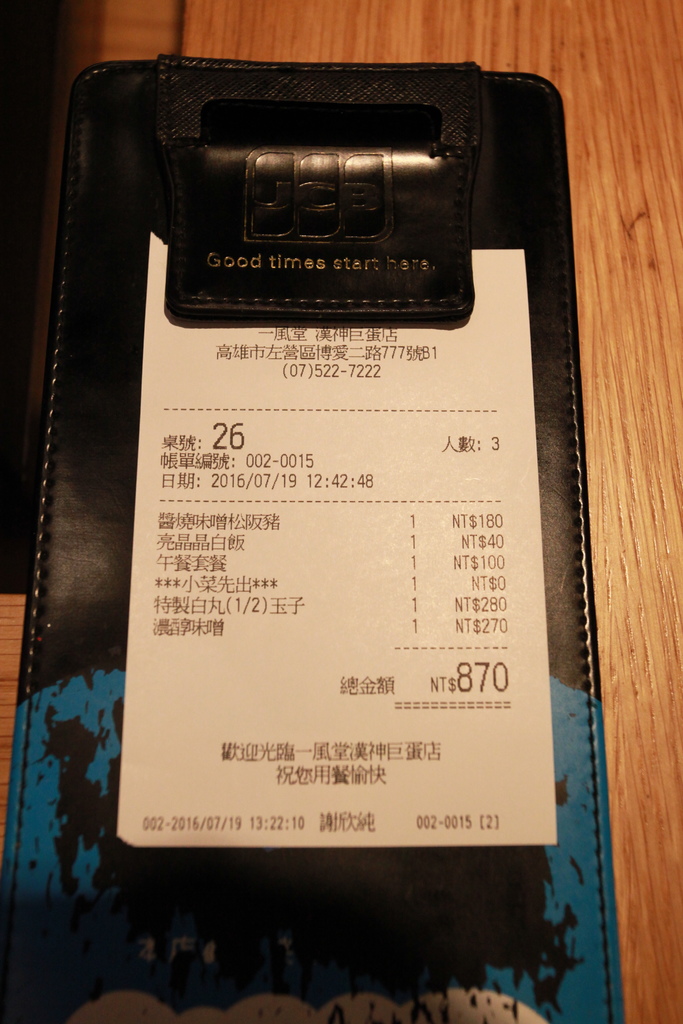 JCB
Good times start here.
一風堂 漢神巨蛋店
高雄市左營區博愛二路777號B1
(07)522-7222
桌號: 26 人數: 3
帳單編號: 002-0015
日期: 2016/07/19 12:42:48
醬燒味噌松阪豬 1 NT$180
亮晶晶白飯 1 NT$40
午餐套餐 1 NT$100
***小菜先出*** 1 NT$0
特製白丸(1/2)玉子 1 NT$280
濃醇味噌 1 NT$270
總金額 NT$870
歡迎光臨一風堂漢神巨蛋店
祝您用餐愉快
002-2016/07/19 13:22:10 謝欣純 002-0015 [2]